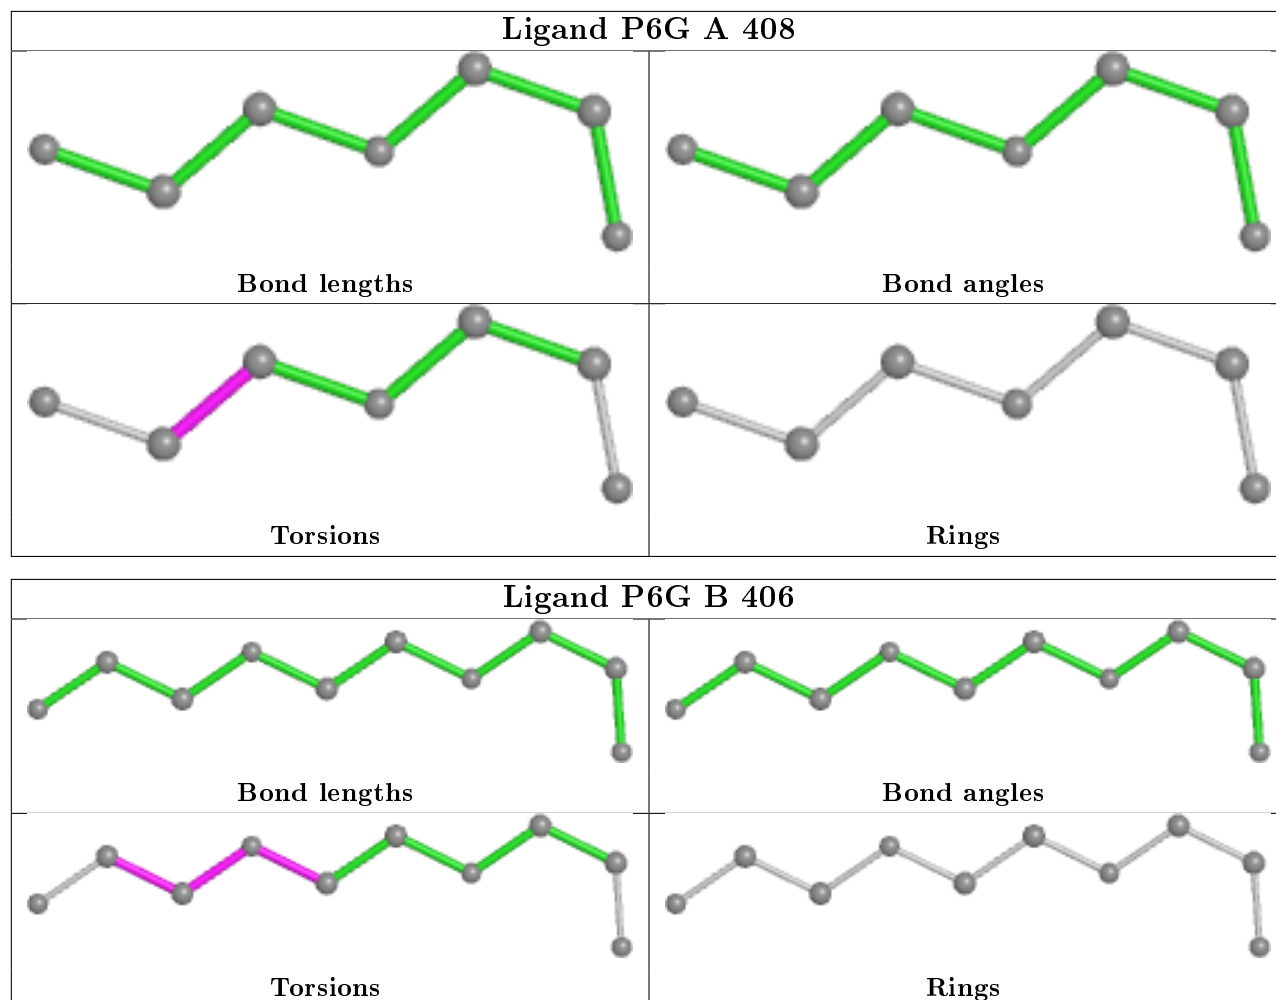 Ligand P6G A 408
Bond lengths
Bond angles
Torsions
Rings
Ligand P6G B 406
Bond lengths
Bond angles
Torsions
Rings